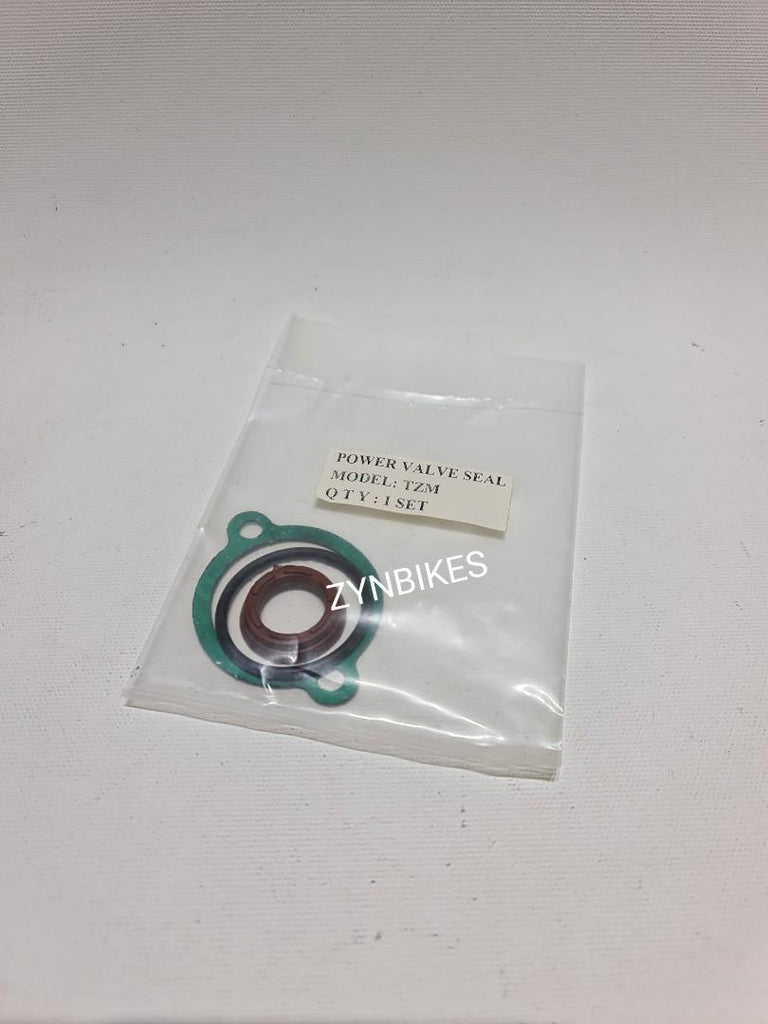 POWER VALVE SEAL
MODEL: TZM
Q T Y : 1 SET
ZYNBIKES